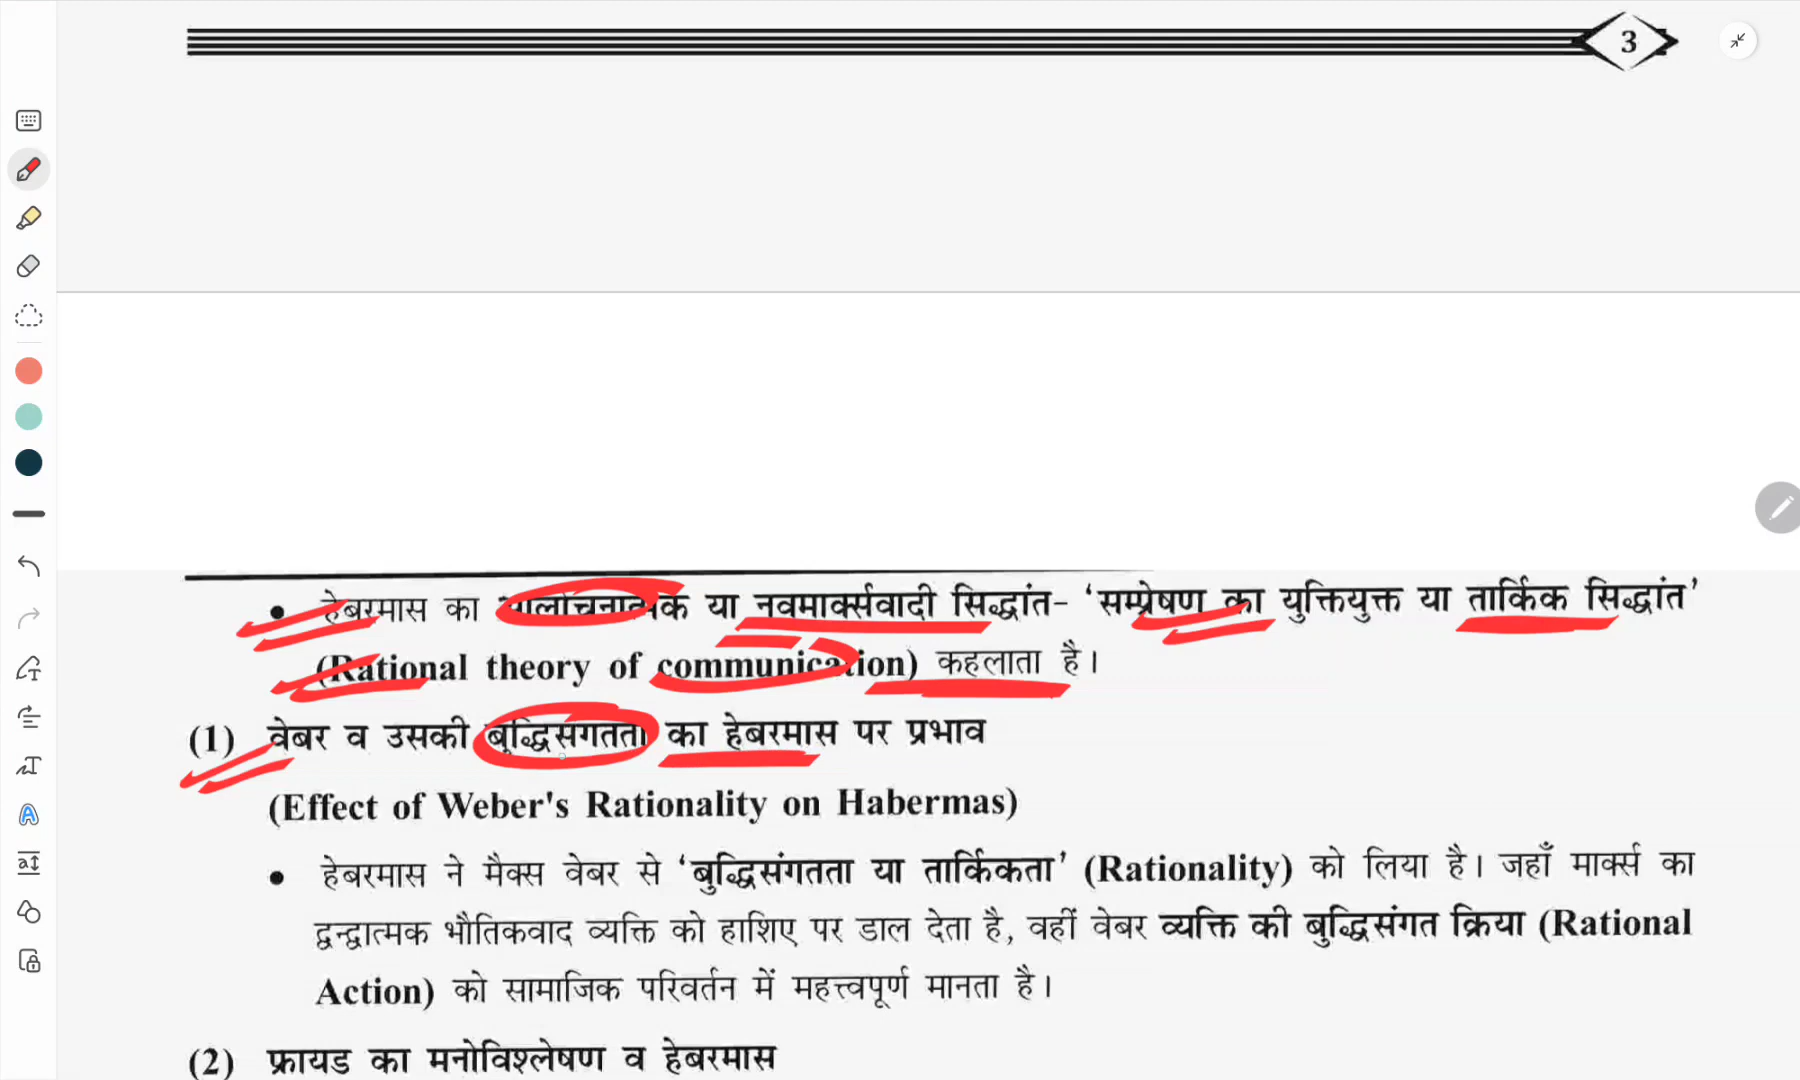 3
• हेबरमास का आलोचनात्मक या नवमार्क्सवादी सिद्धांत- ‘सम्प्रेषण का युक्तियुक्त या तार्किक सिद्धांत’
(Rational theory of communication) कहलाता है।
(1) वेबर व उसकी बुद्धिसंगतता का हेबरमास पर प्रभाव
(Effect of Weber's Rationality on Habermas)
• हेबरमास ने मैक्स वेबर से ‘बुद्धिसंगतता या तार्किकता’ (Rationality) को लिया है। जहाँ मार्क्स का
द्वन्द्वात्मक भौतिकवाद व्यक्ति को हाशिए पर डाल देता है, वहीं वेबर व्यक्ति की बुद्धिसंगत क्रिया (Rational
Action) को सामाजिक परिवर्तन में महत्त्वपूर्ण मानता है।
(2) फ्रायड का मनोविश्लेषण व हेबरमास